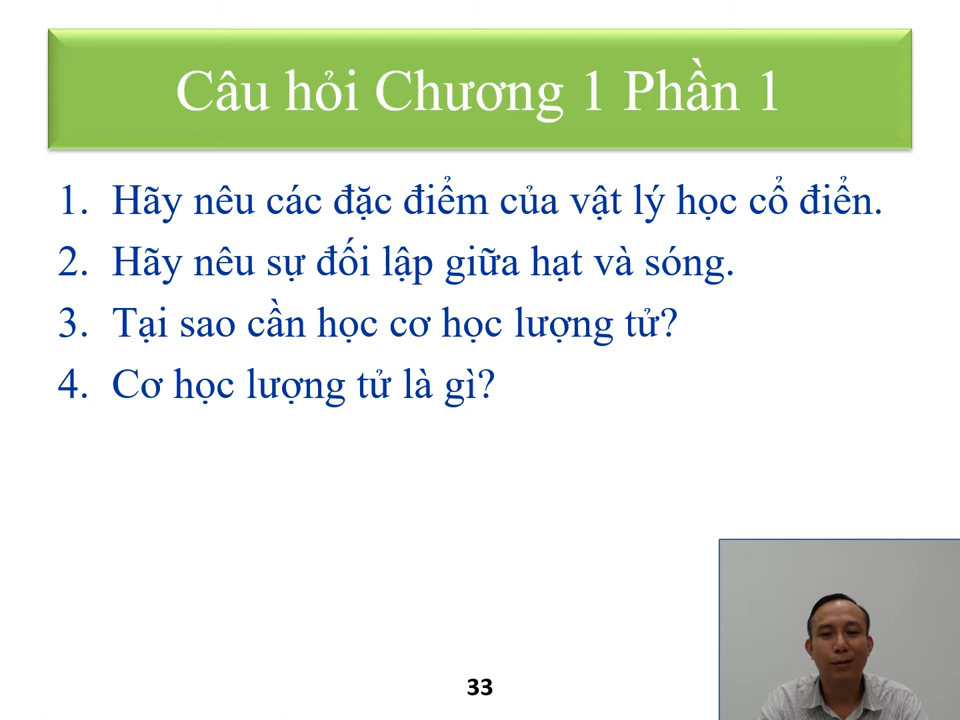 Câu hỏi Chương 1 Phần 1
1. Hãy nêu các đặc điểm của vật lý học cổ điển.
2. Hãy nêu sự đối lập giữa hạt và sóng.
3. Tại sao cần học cơ học lượng tử?
4. Cơ học lượng tử là gì?
33